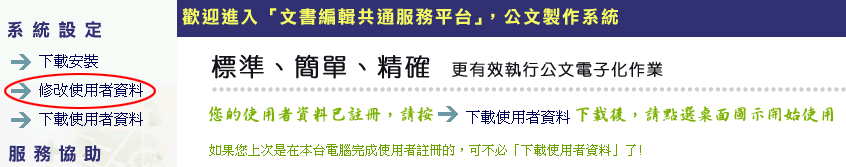 系統設定
下載安裝
修改使用者資料
下載使用者資料
服務協助
歡迎進入「文書編輯共通服務平台」，公文製作系統
標準、簡單、精確 更有效執行公文電子化作業
您的使用者資料已註冊，請按 下載使用者資料 下載後，請點選桌面圖示開始使用
如果您上次是在本台電腦完成使用者註冊的，可不必「下載使用者資料」了！